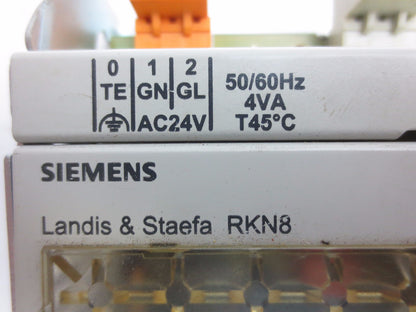 0 1 2 50/60Hz
TE GN GL 4VA
AC24V T45°C
SIEMENS
Landis & Staefa RKN8